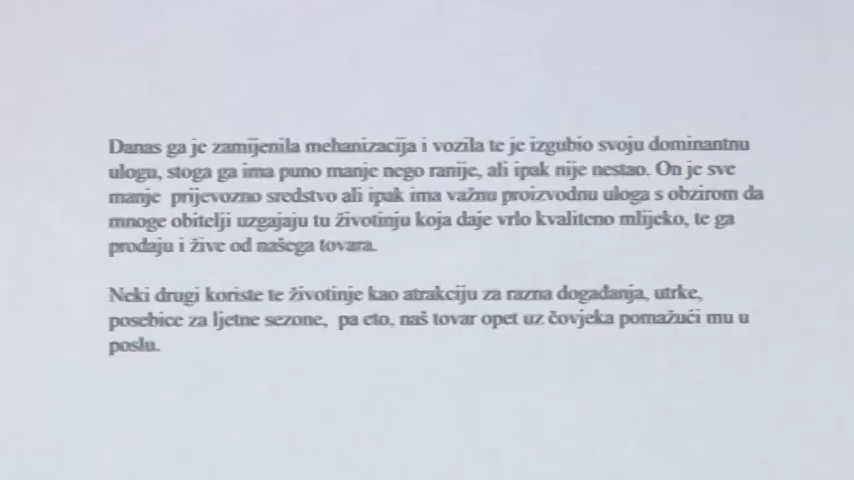 Danas ga je zamijenila mehanizacija i vozila te je izgubio svoju dominantnu
ulogu, stoga ga ima puno manje nego ranije, ali ipak nije nestao. On je sve
manje prijevozno sredstvo ali ipak ima važnu proizvodnu uloga s obzirom da
mnoge obitelji uzgajaju tu životinju koja daje vrlo kvaliteno mlijeko, te ga
prodaju i žive od našega tovara.
Neki drugi koriste te životinje kao atrakciju za razna događanja, utrke,
posebice za ljetne sezone, pa eto, naš tovar opet uz čovjeka pomažući mu u
poslu.